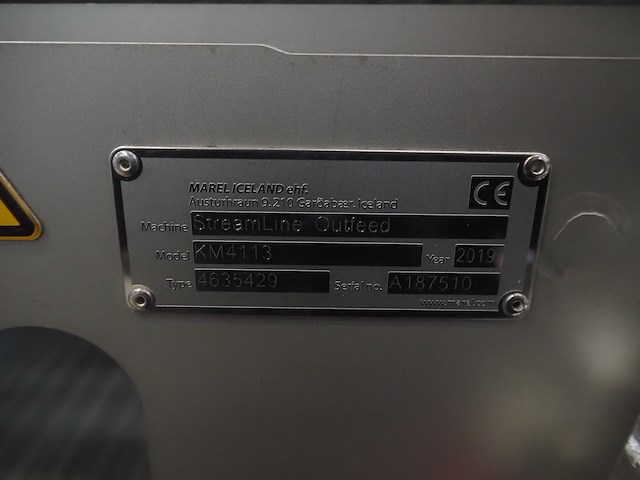 MAREL ICELAND ehf.
Austurhraun 9, 210 Garðabær, Iceland
CE
Machine StreamLine Outfeed
Model KM4113 Year 2019
Type 4635429 Serial no. A187510
www.marel.com